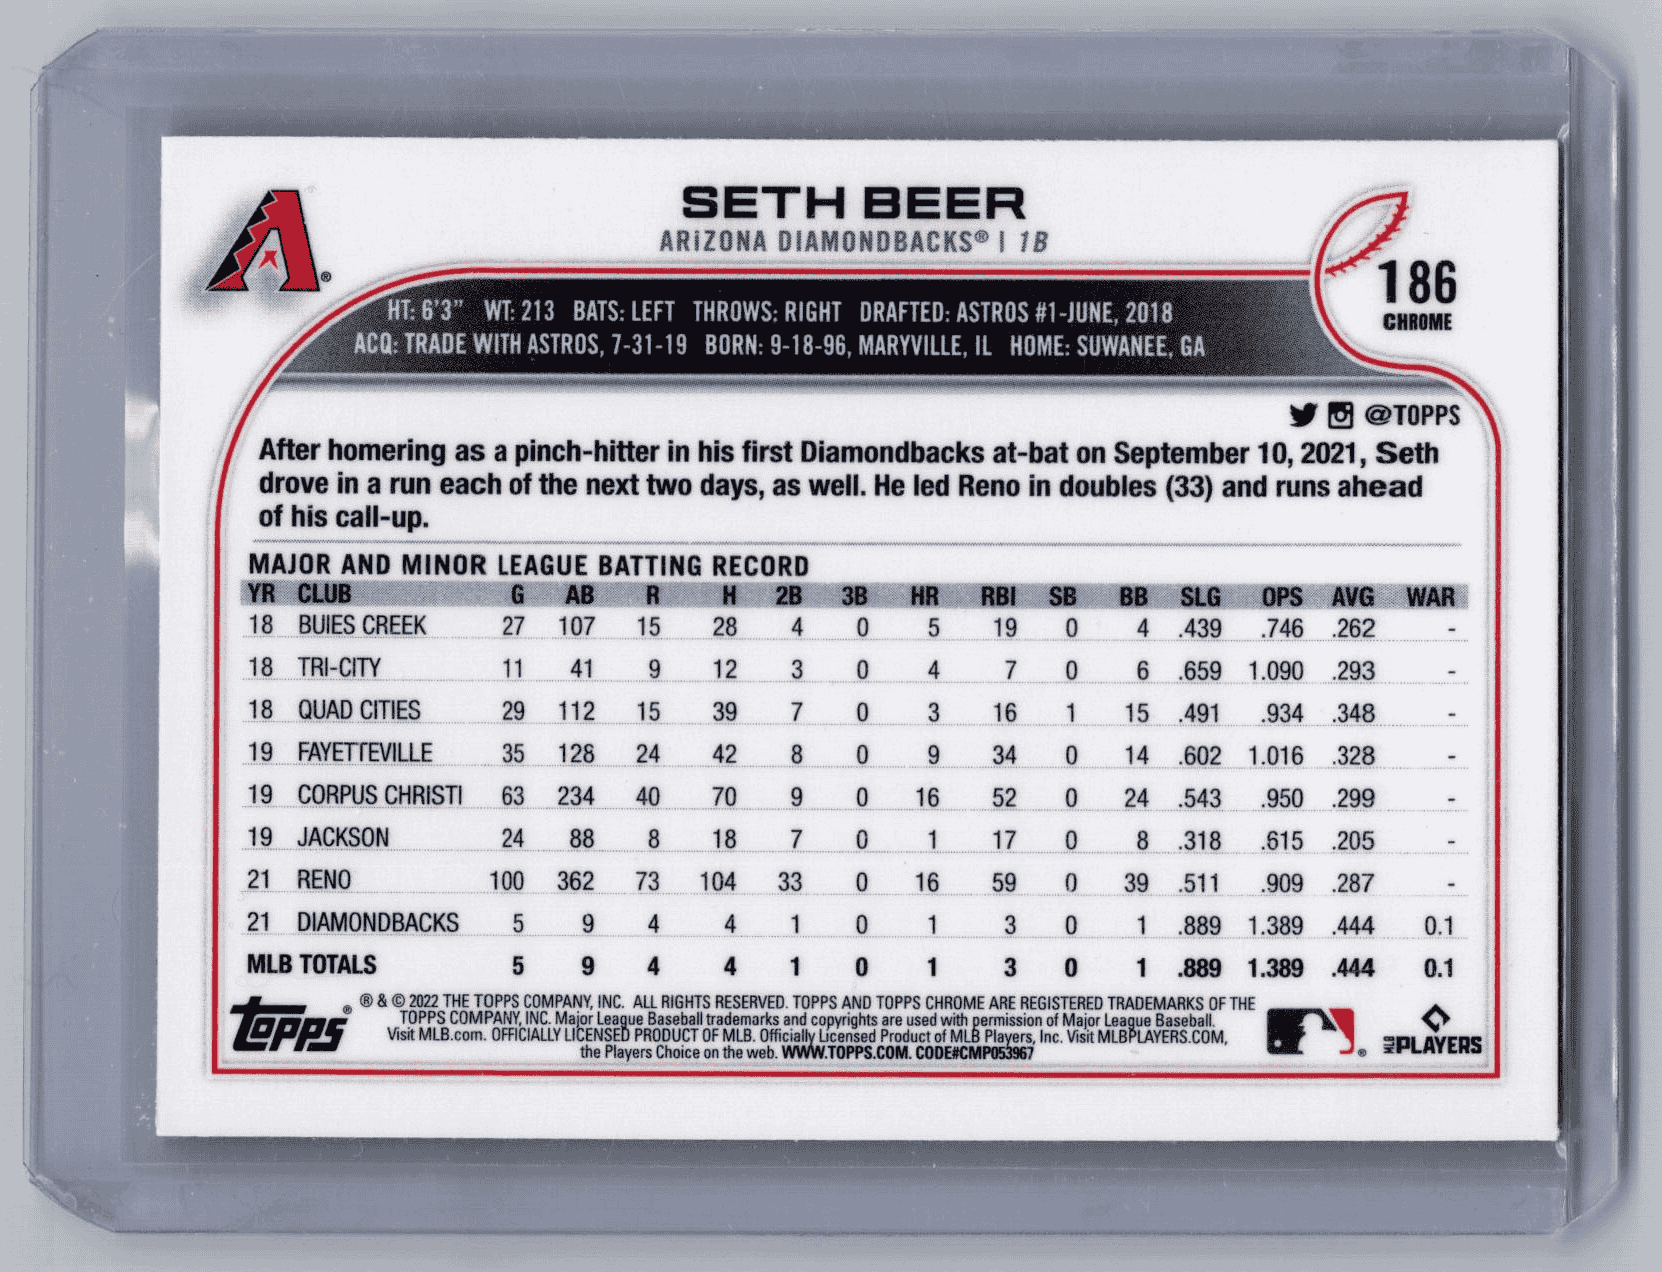 SETH BEER
ARiZONA DIAMONDBACKS® | 1B
186
CHROME
HT: 6'3" WT: 213 BATS: LEFT THROWS: RIGHT DRAFTED: ASTROS #1-JUNE, 2018
ACQ: TRADE WITH ASTROS, 7-31-19 BORN: 9-18-96, MARYVILLE, IL HOME: SUWANEE, GA
@TOPPS
After homering as a pinch-hitter in his first Diamondbacks at-bat on September 10, 2021, Seth
drove in a run each of the next two days, as well. He led Reno in doubles (33) and runs ahead
of his call-up.
MAJOR AND MINOR LEAGUE BATTING RECORD
YR CLUB G AB R H 2B 3B HR RBI SB BB SLG OPS AVG WAR
18 BUIES CREEK 27 107 15 28 4 0 5 19 0 4 .439 .746 .262 -
18 TRI-CITY 11 41 9 12 3 0 4 7 0 6 .659 1.090 .293 -
18 QUAD CITIES 29 112 15 39 7 0 3 16 1 15 .491 .934 .348 -
19 FAYETTEVILLE 35 128 24 42 8 0 9 34 0 14 .602 1.016 .328 -
19 CORPUS CHRISTI 63 234 40 70 9 0 16 52 0 24 .543 .950 .299 -
19 JACKSON 24 88 8 18 7 0 1 17 0 8 .318 .615 .205 -
21 RENO 100 362 73 104 33 0 16 59 0 39 .511 .909 .287 -
21 DIAMONDBACKS 5 9 4 4 1 0 1 3 0 1 .889 1.389 .444 0.1
MLB TOTALS 5 9 4 4 1 0 1 3 0 1 .889 1.389 .444 0.1
topps®
® & © 2022 THE TOPPS COMPANY, INC. ALL RIGHTS RESERVED. TOPPS AND TOPPS CHROME ARE REGISTERED TRADEMARKS OF THE
TOPPS COMPANY, INC. Major League Baseball trademarks and copyrights are used with permission of Major League Baseball.
Visit MLB.com. OFFICIALLY LICENSED PRODUCT OF MLB. Officially Licensed Product of MLB Players, Inc. Visit MLBPLAYERS.COM,
the Players Choice on the web. WWW.TOPPS.COM. CODE#CMP053967
MLB PLAYERS